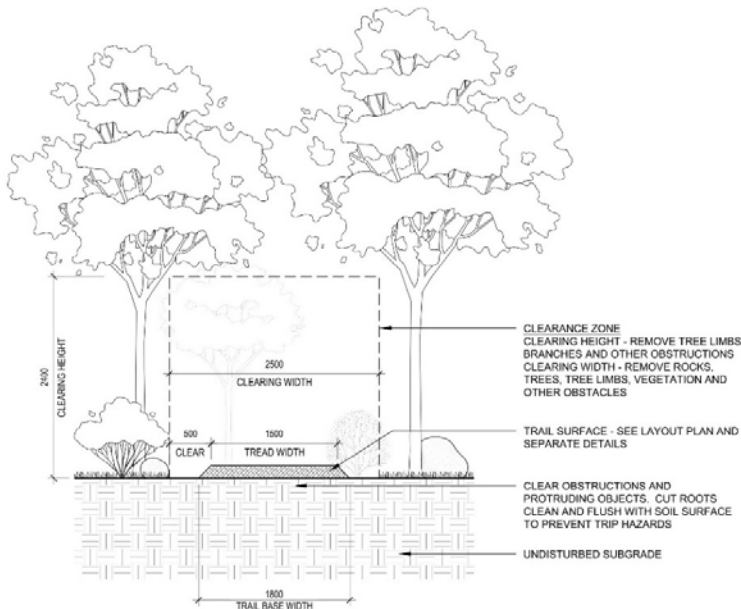 2400
CLEARING HEIGHT
2500
CLEARING WIDTH
500
CLEAR
1500
TREAD WIDTH
CLEARANCE ZONE
CLEARING HEIGHT - REMOVE TREE LIMBS
BRANCHES AND OTHER OBSTRUCTIONS
CLEARING WIDTH - REMOVE ROCKS,
TREES, TREE LIMBS, VEGETATION AND
OTHER OBSTACLES
TRAIL SURFACE - SEE LAYOUT PLAN AND
SEPARATE DETAILS
CLEAR OBSTRUCTIONS AND
PROTRUDING OBJECTS. CUT ROOTS
CLEAN AND FLUSH WITH SOIL SURFACE
TO PREVENT TRIP HAZARDS
UNDISTURBED SUBGRADE
1800
TRAIL BASE WIDTH